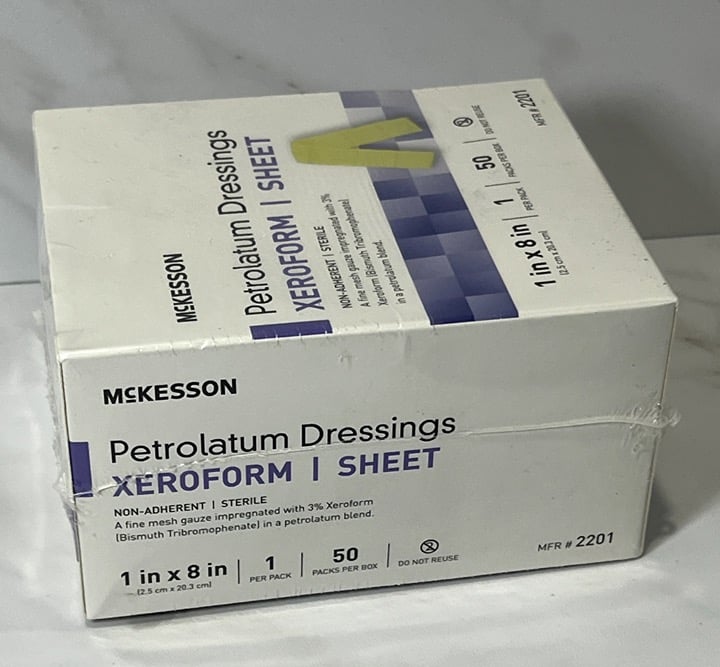 McKESSON
Petrolatum Dressings
XEROFORM | SHEET
NON-ADHERENT | STERILE
A fine mesh gauze impregnated with 3%
Xeroform (Bismuth Tribromophenate)
in a petrolatum blend.
1 in x 8 in | 1 | 50
(2.5 cm x 20.3 cm) PER PACK PACKS PER BOX DO NOT REUSE
MFR # 2201
McKESSON
Petrolatum Dressings
XEROFORM | SHEET
NON-ADHERENT | STERILE
A fine mesh gauze impregnated with 3% Xeroform
(Bismuth Tribromophenate) in a petrolatum blend.
1 in x 8 in | 1 | 50
(2.5 cm x 20.3 cm) PER PACK PACKS PER BOX DO NOT REUSE
MFR # 2201